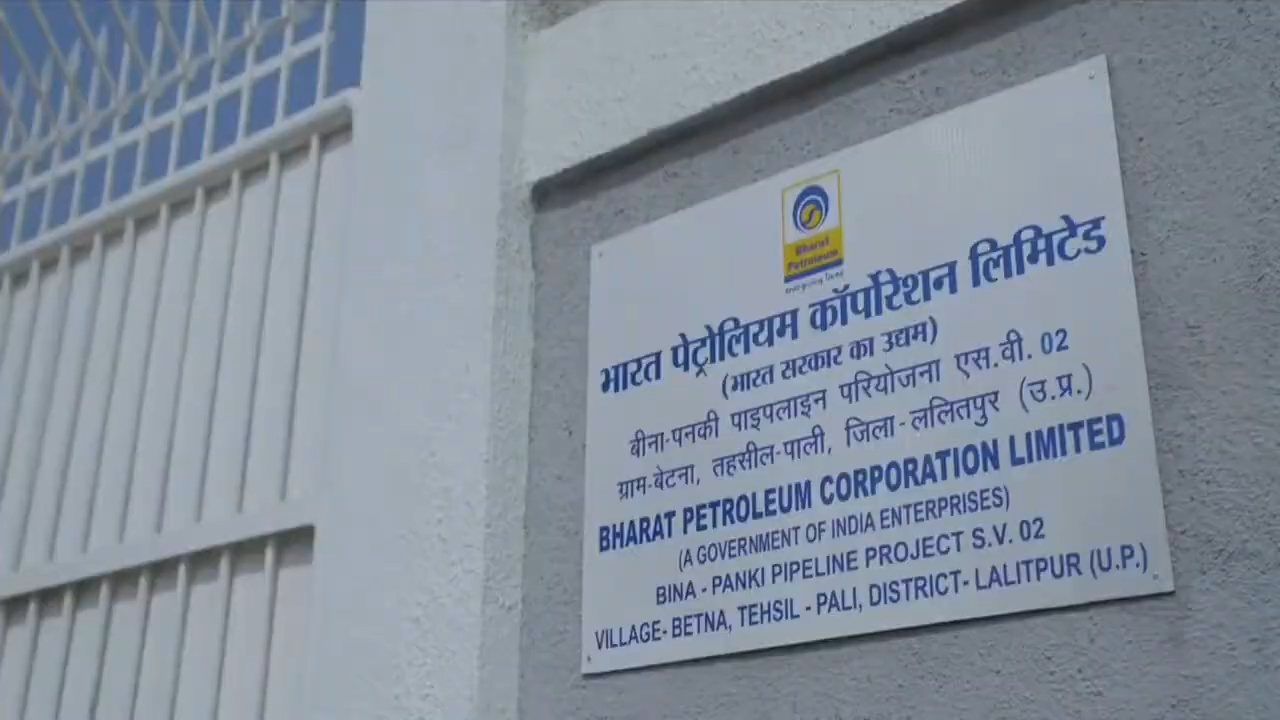 Bharat
Petroleum
energising lives
भारत पेट्रोलियम कॉर्पोरेशन लिमिटेड
(भारत सरकार का उद्यम)
बीना-पनकी पाइपलाइन परियोजना एस.वी. 02
ग्राम-बेटना, तहसील-पाली, जिला-ललितपुर (उ.प्र.)
BHARAT PETROLEUM CORPORATION LIMITED
(A GOVERNMENT OF INDIA ENTERPRISES)
BINA - PANKI PIPELINE PROJECT S.V. 02
VILLAGE- BETNA, TEHSIL - PALI, DISTRICT- LALITPUR (U.P.)